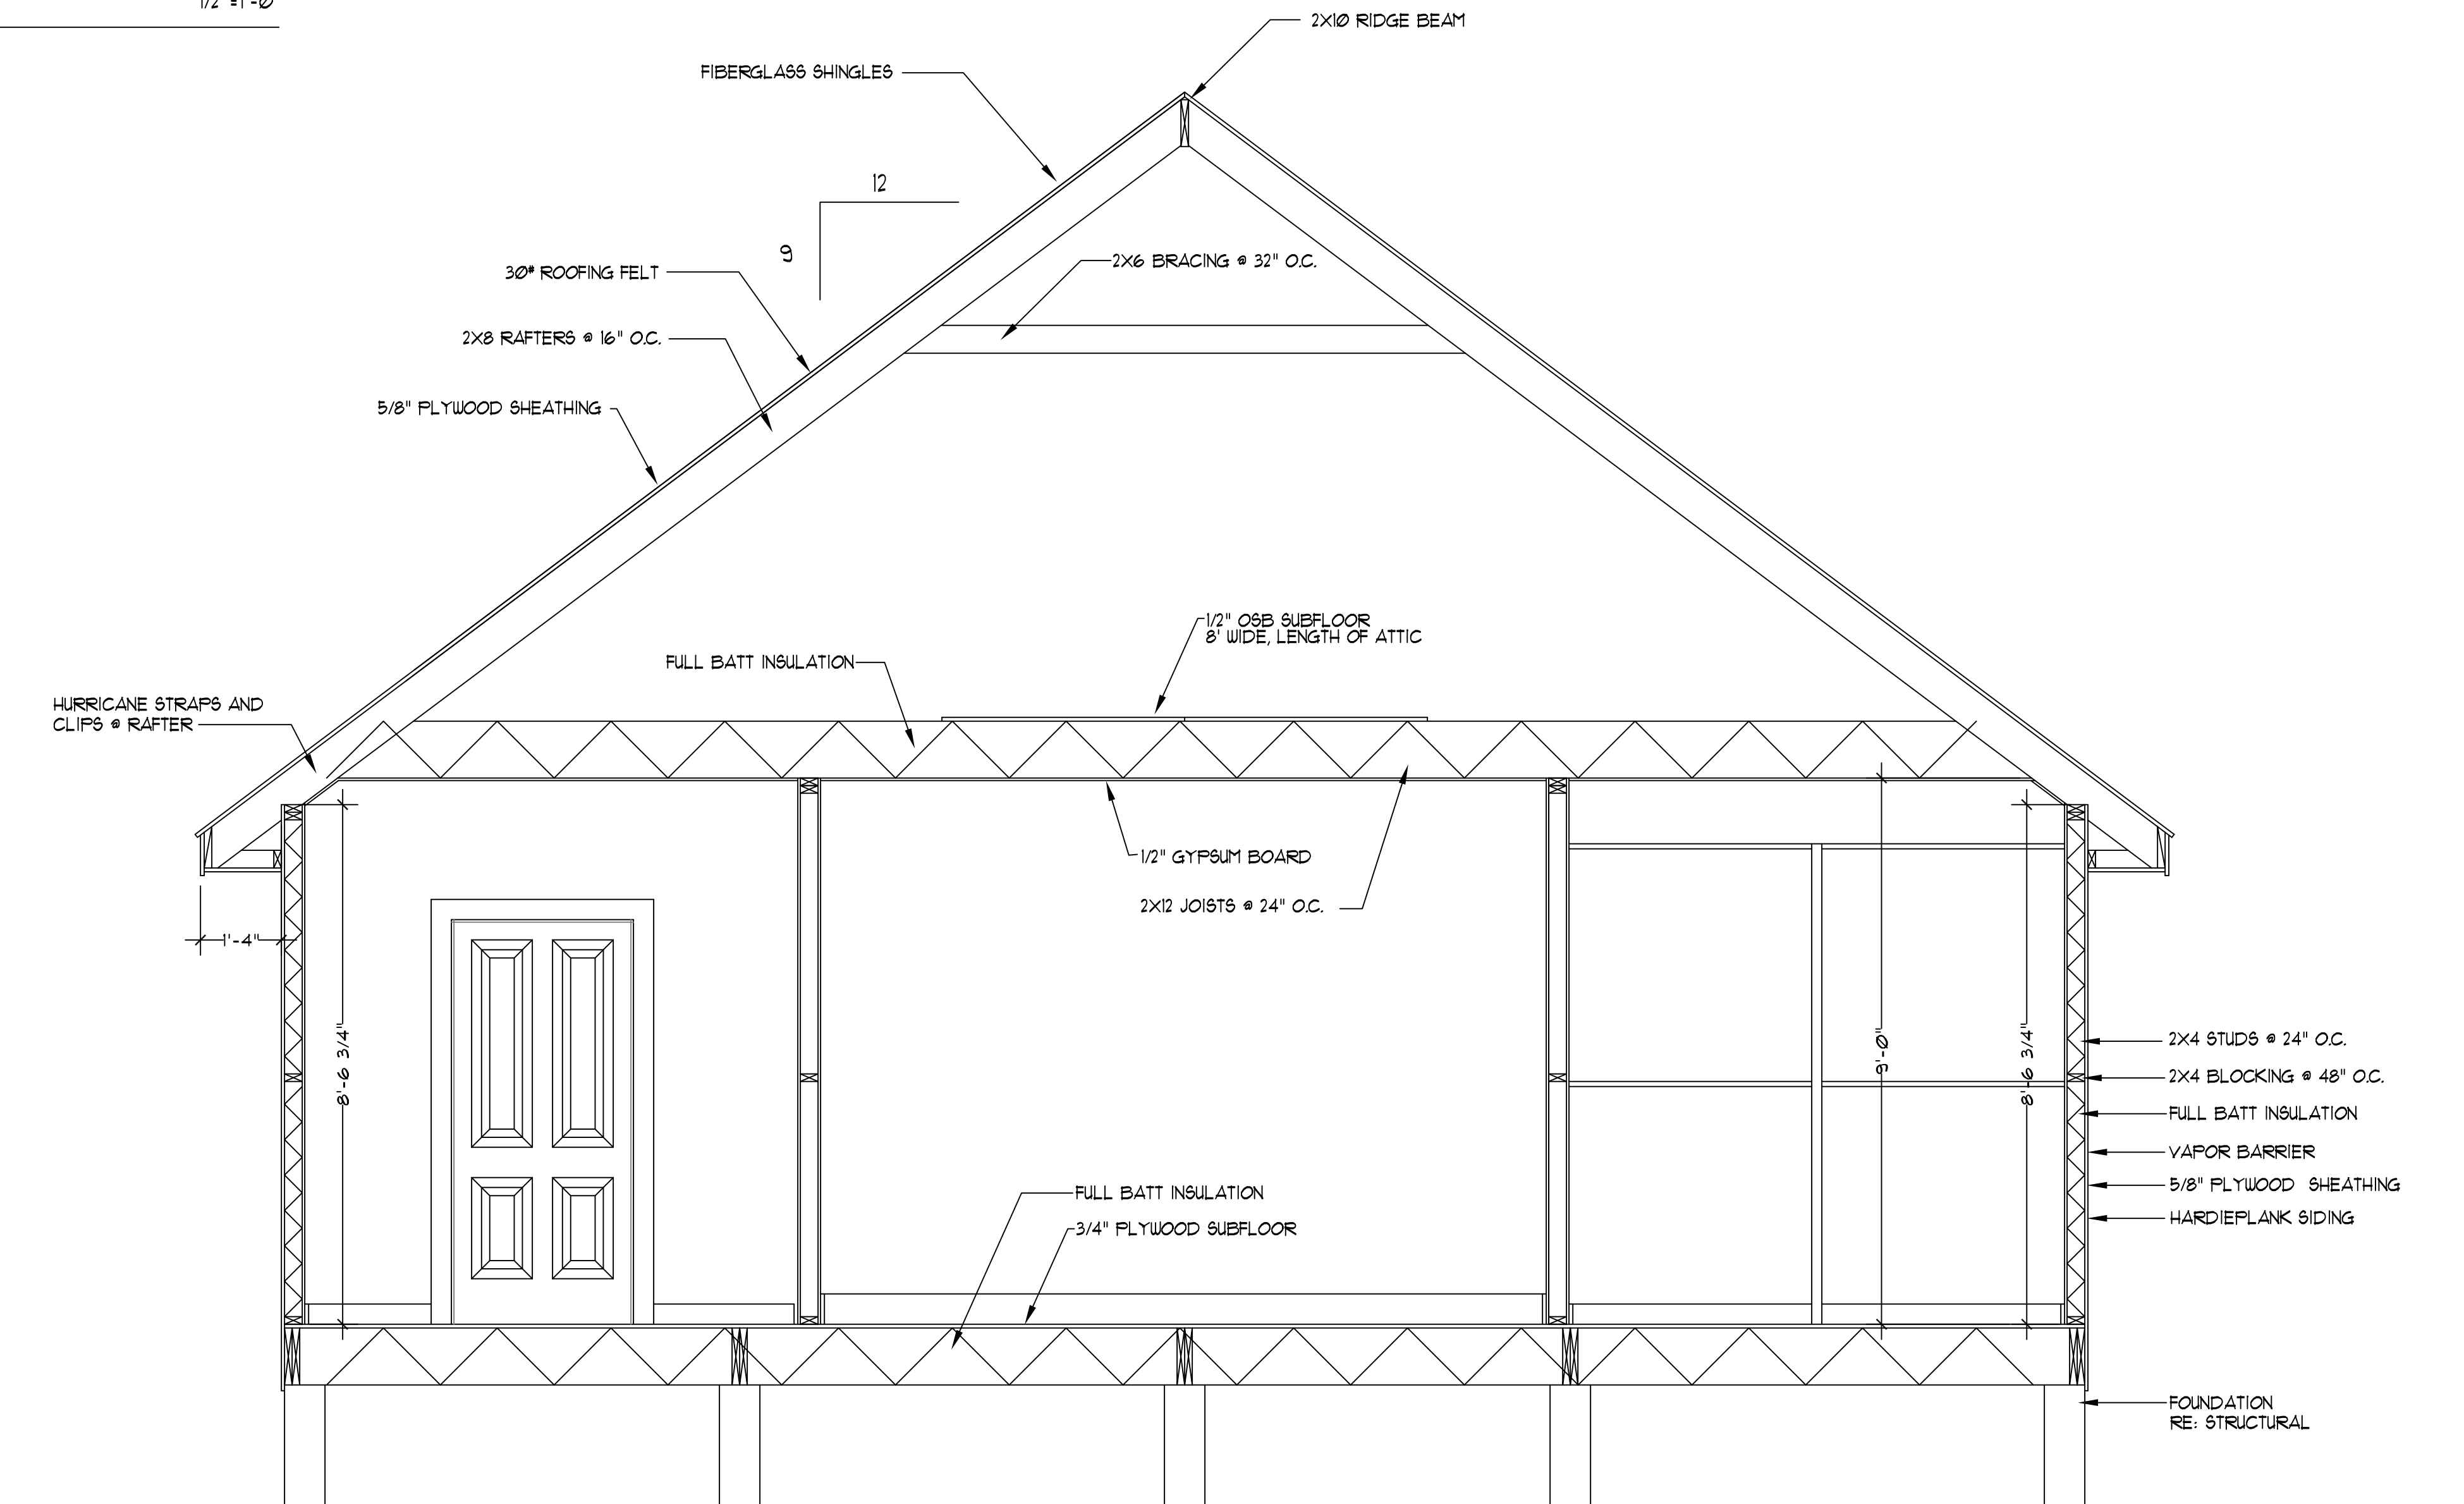 1/2" =1'-0
2X10 RIDGE BEAM
FIBERGLASS SHINGLES
12
9
2X6 BRACING @ 32" O.C.
30# ROOFING FELT
2X8 RAFTERS @ 16" O.C.
5/8" PLYWOOD SHEATHING
1/2" OSB SUBFLOOR
8' WIDE, LENGTH OF ATTIC
FULL BATT INSULATION
HURRICANE STRAPS AND
CLIPS @ RAFTER
1/2" GYPSUM BOARD
2X12 JOISTS @ 24" O.C.
1'-4"
8'-6 3/4"
9'-0"
8'-6 3/4"
2X4 STUDS @ 24" O.C.
2X4 BLOCKING @ 48" O.C.
FULL BATT INSULATION
VAPOR BARRIER
5/8" PLYWOOD SHEATHING
HARDIEPLANK SIDING
FULL BATT INSULATION
3/4" PLYWOOD SUBFLOOR
FOUNDATION
RE: STRUCTURAL